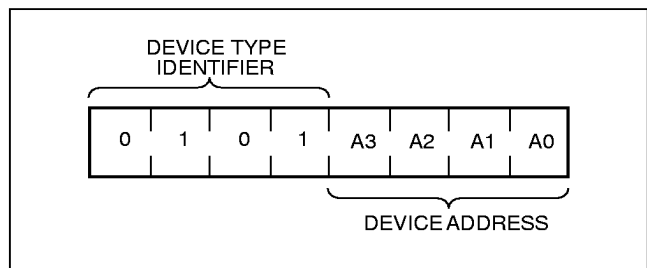 DEVICE TYPE
IDENTIFIER
0 1 0 1 A3 A2 A1 A0
DEVICE ADDRESS